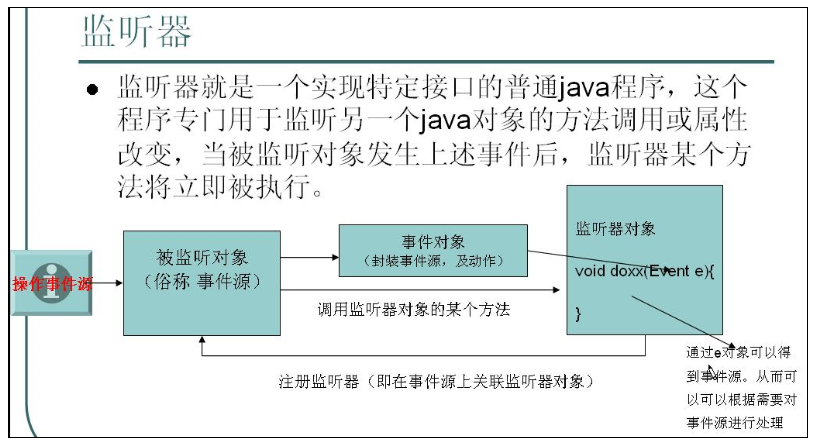 监听器
● 监听器就是一个实现特定接口的普通java程序，这个
程序专门用于监听另一个java对象的方法调用或属性
改变，当被监听对象发生上述事件后，监听器某个方
法将立即被执行。
操作事件源
被监听对象
（俗称 事件源）
事件对象
（封装事件源，及动作）
调用监听器对象的某个方法
监听器对象
void doxx(Event e){
}
注册监听器（即在事件源上关联监听器对象）
通过e对象可以得
到事件源。从而可
以可以根据需要对
事件源进行处理